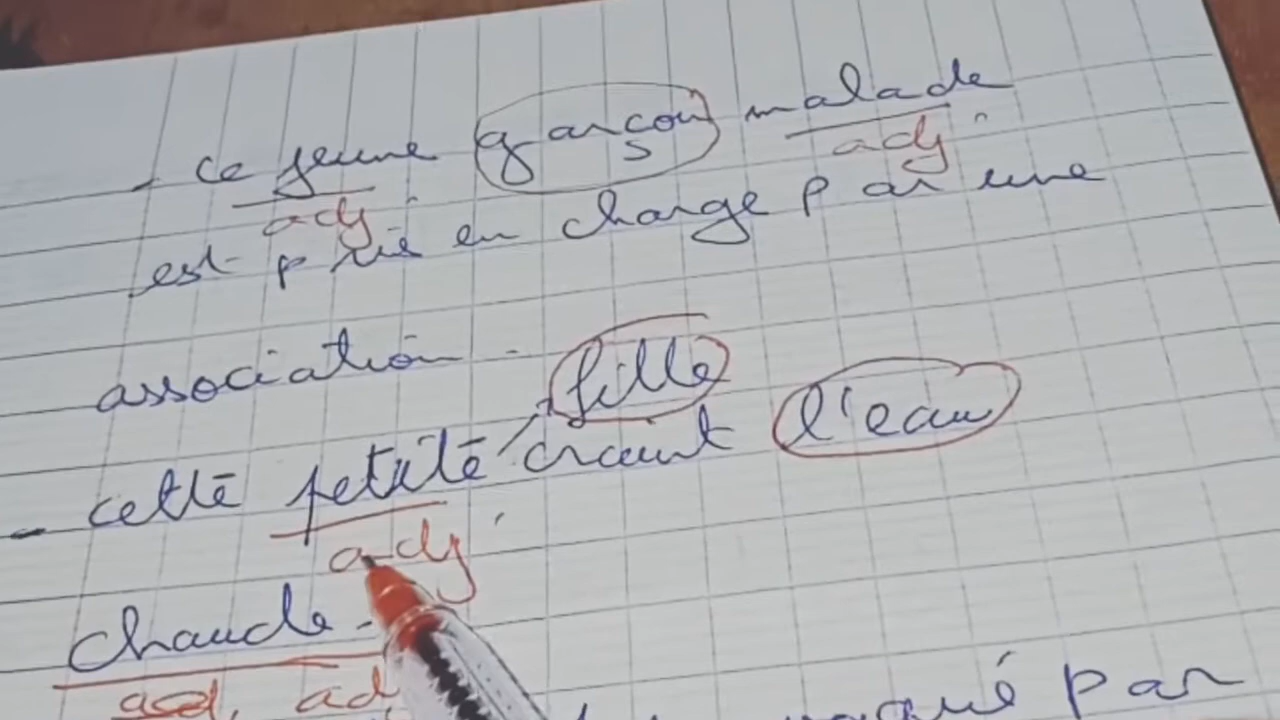 - ce jeune garçon malade
adj adj
est pris en charge par une
association.
fille
- cette petite craint l'eau
adj
chaude.
adj
par